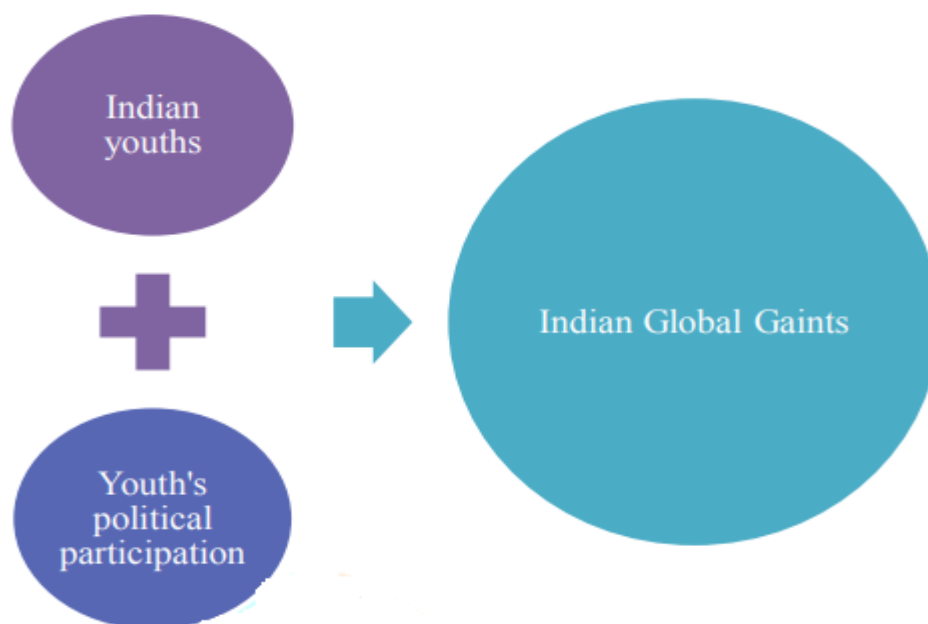 Indian
youths
Youth's
political
participation
Indian Global Gaints